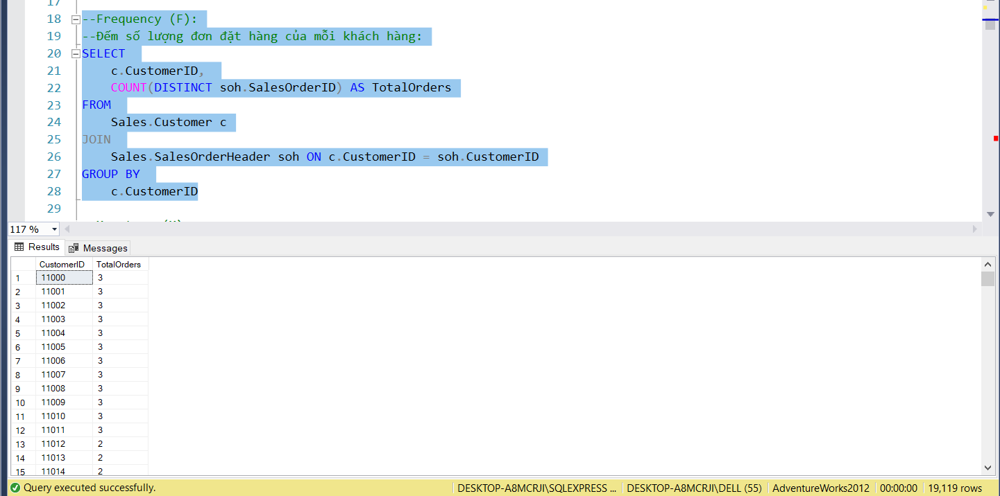 17
18 --Frequency (F):
19 --Đếm số lượng đơn đặt hàng của mỗi khách hàng:
20 SELECT
21 c.CustomerID,
22 COUNT(DISTINCT soh.SalesOrderID) AS TotalOrders
23 FROM
24 Sales.Customer c
25 JOIN
26 Sales.SalesOrderHeader soh ON c.CustomerID = soh.CustomerID
27 GROUP BY
28 c.CustomerID
29
117 %
Results Messages
CustomerID TotalOrders
1 11000 3
2 11001 3
3 11002 3
4 11003 3
5 11004 3
6 11005 3
7 11006 3
8 11007 3
9 11008 3
10 11009 3
11 11010 3
12 11011 3
13 11012 2
14 11013 2
15 11014 2
Query executed successfully. DESKTOP-A8MCRJI\SQLEXPRESS ... DESKTOP-A8MCRJI\DELL (55) AdventureWorks2012 00:00:00 19,119 rows